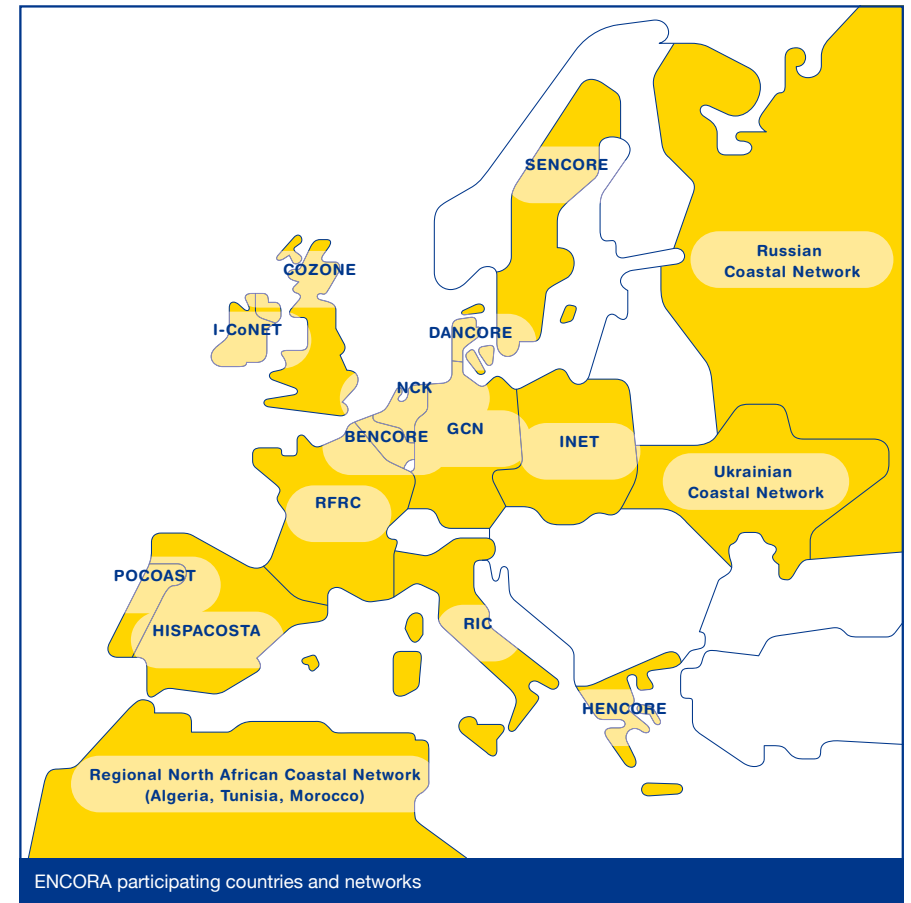 SENCORE
Russian
Coastal Network
COZONE
I-CoNET
DANCORE
NCK
BENCORE
GCN
INET
Ukrainian
Coastal Network
RFRC
POCOAST
HISPACOSTA
RIC
HENCORE
Regional North African Coastal Network
(Algeria, Tunisia, Morocco)
ENCORA participating countries and networks